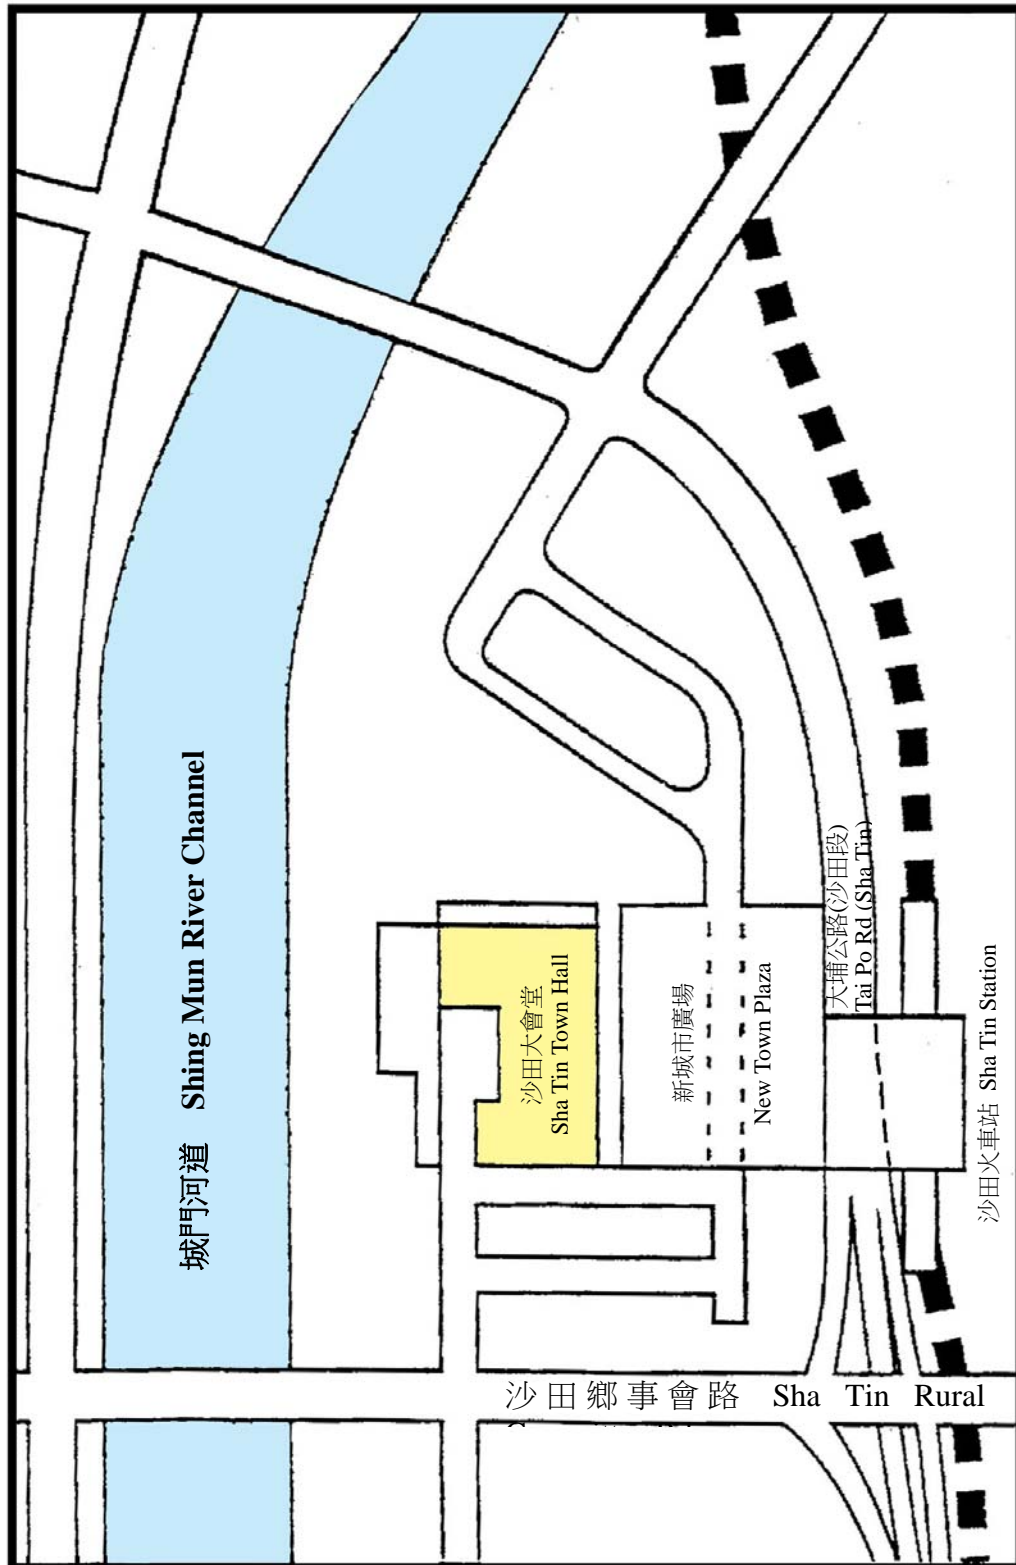 城門河道 Shing Mun River Channel
沙田大會堂
Sha Tin Town Hall
新城市廣場
New Town Plaza
大埔公路(沙田段)
Tai Po Rd (Sha Tin)
沙田火車站 Sha Tin Station
沙田鄉事會路 Sha Tin Rural